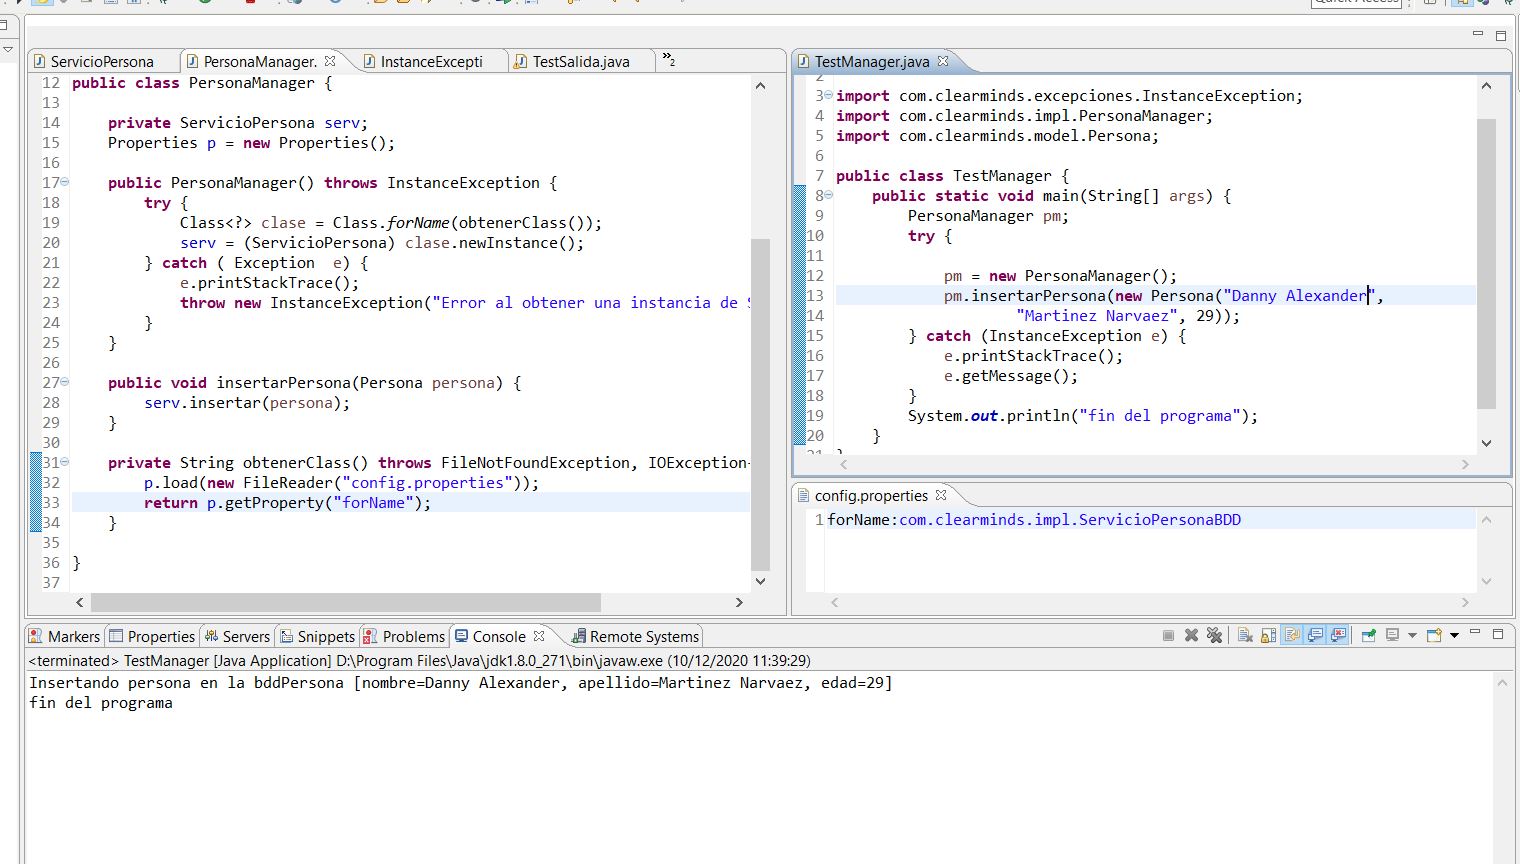 Quick Access
ServicioPersona
PersonaManager.
InstanceExcepti
TestSalida.java
»2
12 public class PersonaManager {
13
14 private ServicioPersona serv;
15 Properties p = new Properties();
16
17 public PersonaManager() throws InstanceException {
18 try {
19 Class<?> clase = Class.forName(obtenerClass());
20 serv = (ServicioPersona) clase.newInstance();
21 } catch ( Exception  e) {
22 e.printStackTrace();
23 throw new InstanceException("Error al obtener una instancia de
24 }
25 }
26
27 public void insertarPersona(Persona persona) {
28 serv.insertar(persona);
29 }
30
31 private String obtenerClass() throws FileNotFoundException, IOException
32 p.load(new FileReader("config.properties"));
33 return p.getProperty("forName");
34 }
35
36 }
37
TestManager.java
2
3 import com.clearminds.excepciones.InstanceException;
4 import com.clearminds.impl.PersonaManager;
5 import com.clearminds.model.Persona;
6
7 public class TestManager {
8 public static void main(String[] args) {
9 PersonaManager pm;
10 try {
11
12 pm = new PersonaManager();
13 pm.insertarPersona(new Persona("Danny Alexander",
14 "Martinez Narvaez", 29));
15 } catch (InstanceException e) {
16 e.printStackTrace();
17 e.getMessage();
18 }
19 System.out.println("fin del programa");
20 }
21 }
config.properties
1 forName:com.clearminds.impl.ServicioPersonaBDD
Markers
Properties
Servers
Snippets
Problems
Console
Remote Systems
<terminated> TestManager [Java Application] D:\Program Files\Java\jdk1.8.0_271\bin\javaw.exe (10/12/2020 11:39:29)
Insertando persona en la bddPersona [nombre=Danny Alexander, apellido=Martinez Narvaez, edad=29]
fin del programa